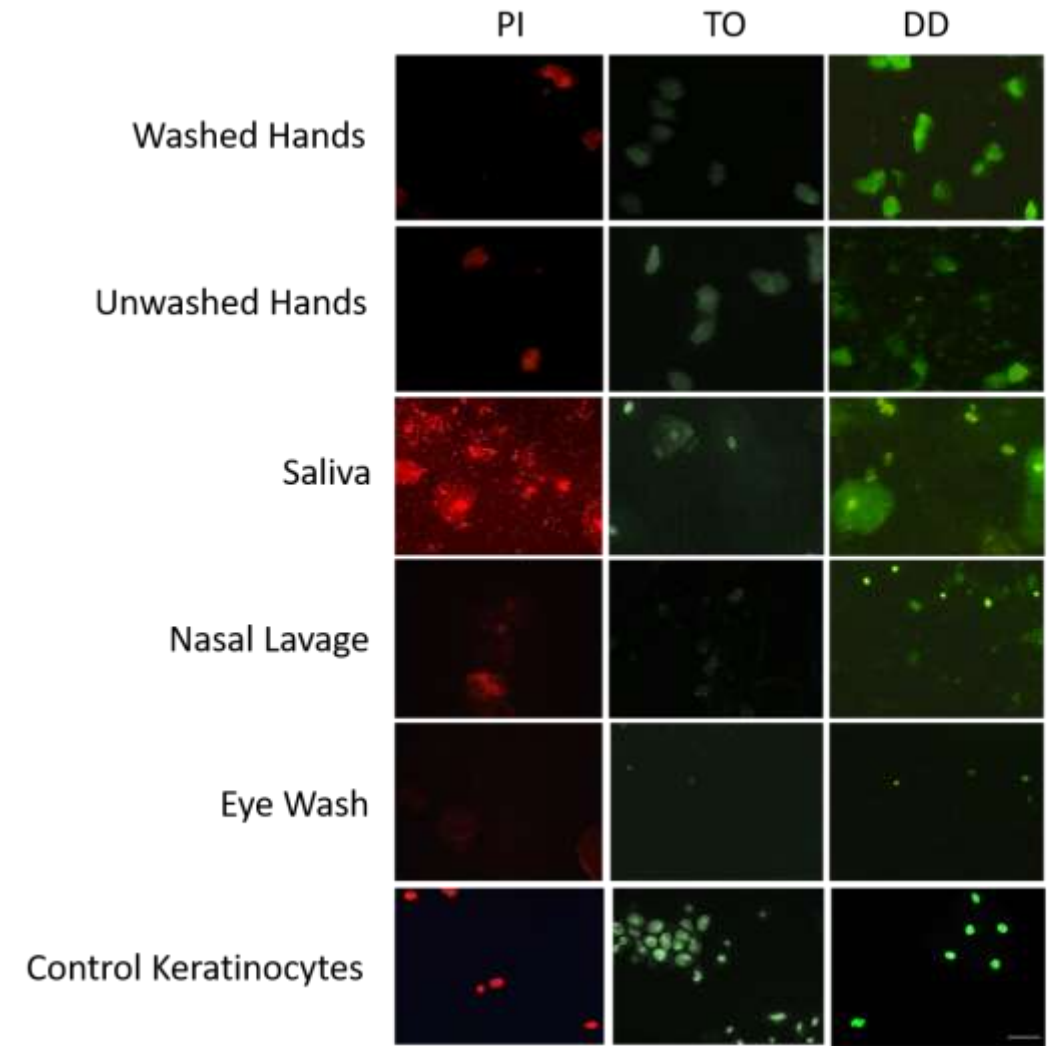 PI TO DD
Washed Hands
Unwashed Hands
Saliva
Nasal Lavage
Eye Wash
Control Keratinocytes